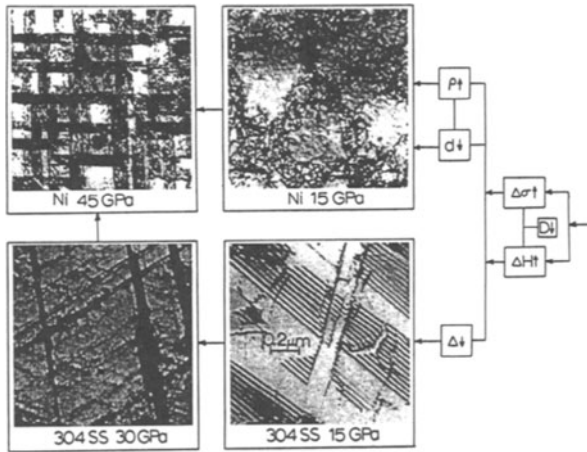 Ni 45 GPa
Ni 15 GPa
ρ↑
d↓
Δσ↑
D↓
ΔH↑
Δ↓
0.2μm
304 SS 30 GPa
304 SS 15 GPa